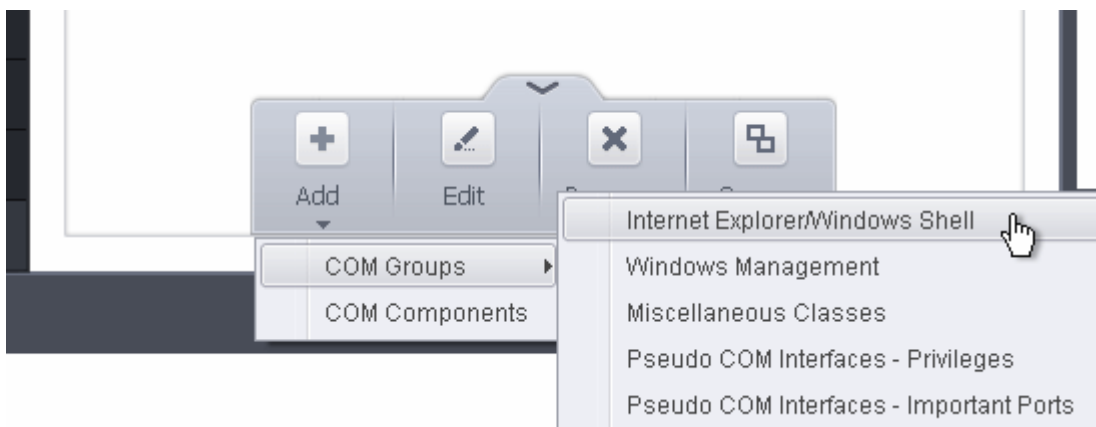 Add
Edit
Internet Explorer/Windows Shell
COM Groups
Windows Management
COM Components
Miscellaneous Classes
Pseudo COM Interfaces - Privileges
Pseudo COM Interfaces - Important Ports